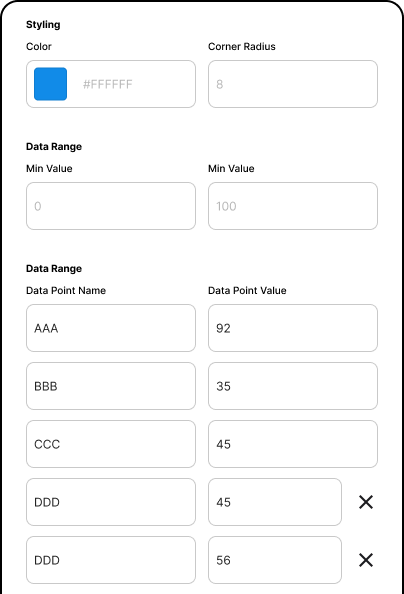 Styling
Color Corner Radius
#FFFFFF 8
Data Range
Min Value Min Value
0 100
Data Range
Data Point Name Data Point Value
AAA 92
BBB 35
CCC 45
DDD 45
DDD 56